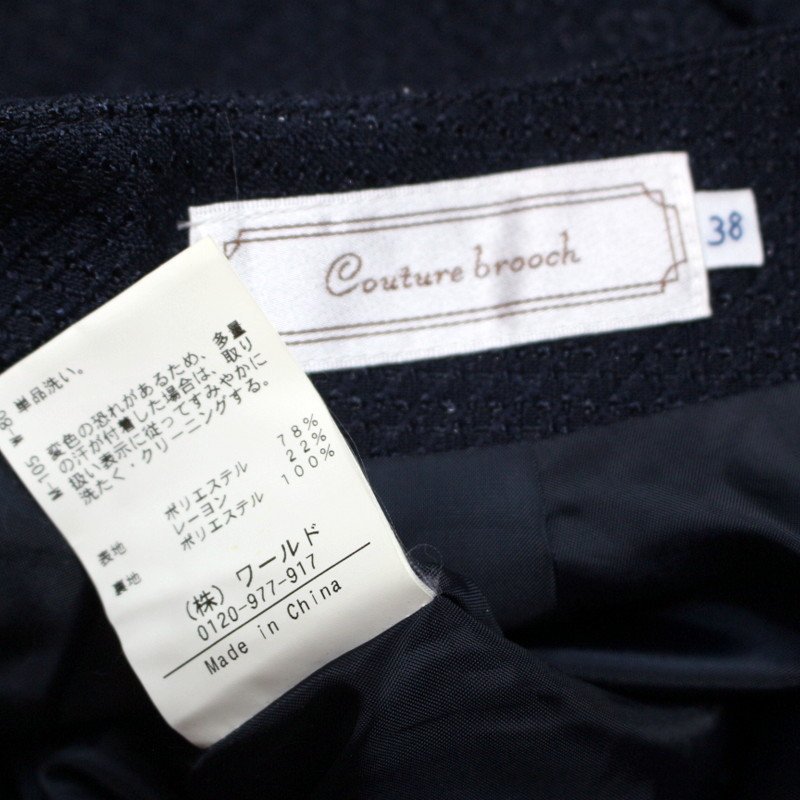 Couture brooch
38
W-80 単品洗い。
W-105 変色の恐れがあるため、多量
の汗が付着した場合は、取り
扱い表示に従ってすみやかに
洗たく・クリーニングする。
表地 ポリエステル 78%
レーヨン 22%
裏地 ポリエステル 100%
(株) ワールド
0120-977-917
Made in China